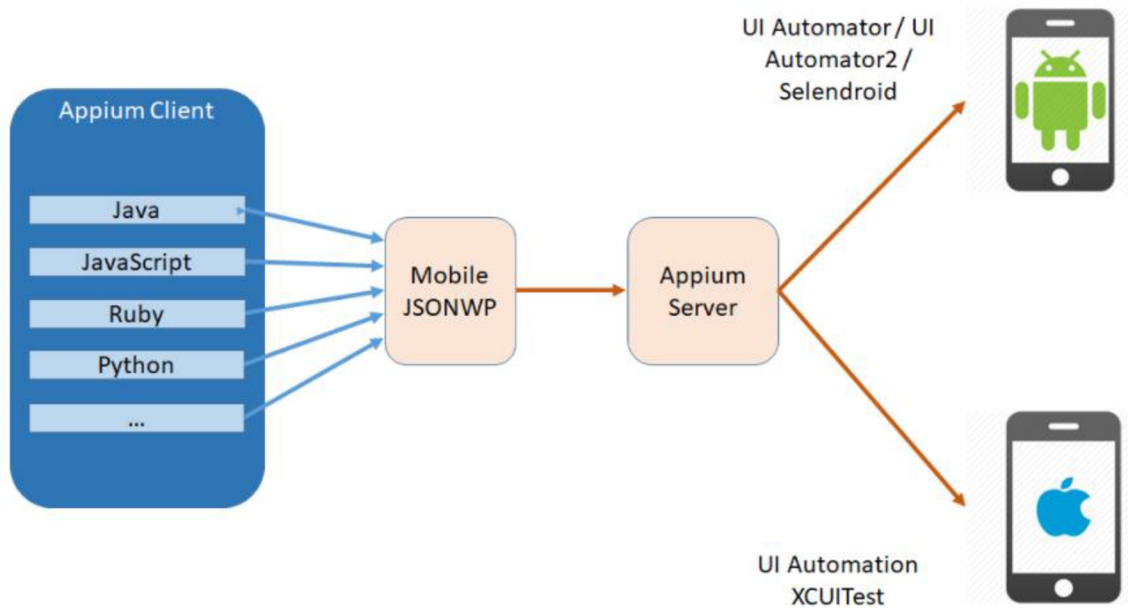 Appium Client
Java
JavaScript
Ruby
Python
...
Mobile
JSONWP
Appium
Server
UI Automator / UI
Automator2 /
Selendroid
UI Automation
XCUITest